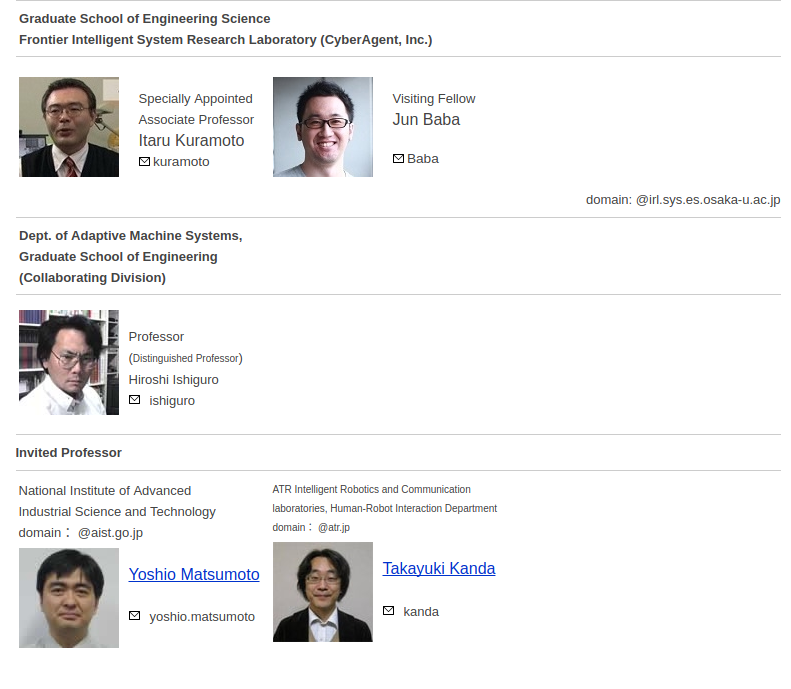 Graduate School of Engineering Science
Frontier Intelligent System Research Laboratory (CyberAgent, Inc.)
Specially Appointed
Associate Professor
Itaru Kuramoto
kuramoto
Visiting Fellow
Jun Baba
Baba
domain: @irl.sys.es.osaka-u.ac.jp
Dept. of Adaptive Machine Systems,
Graduate School of Engineering
(Collaborating Division)
Professor
(Distinguished Professor)
Hiroshi Ishiguro
ishiguro
Invited Professor
National Institute of Advanced
Industrial Science and Technology
domain： @aist.go.jp
Yoshio Matsumoto
yoshio.matsumoto
ATR Intelligent Robotics and Communication
laboratories, Human-Robot Interaction Department
domain： @atr.jp
Takayuki Kanda
kanda